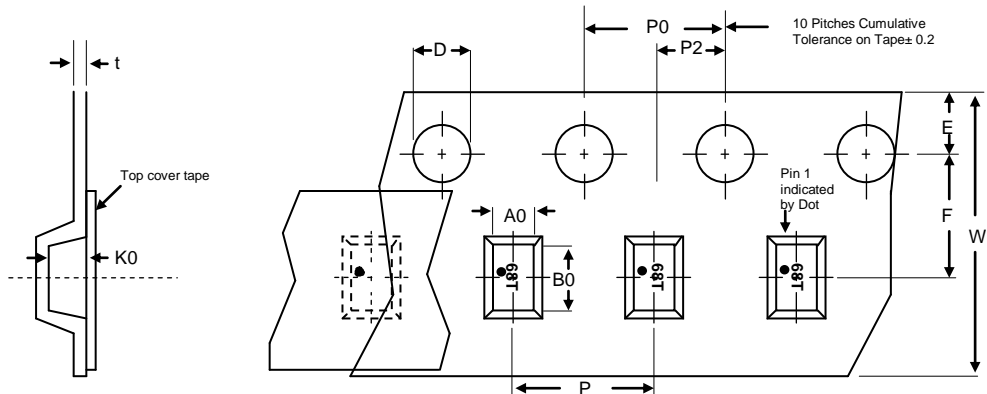 P0
10 Pitches Cumulative
Tolerance on Tape± 0.2
D
P2
t
E
Top cover tape
Pin 1
indicated
by Dot
A0
F
W
K0
B0
68T
68T
68T
P